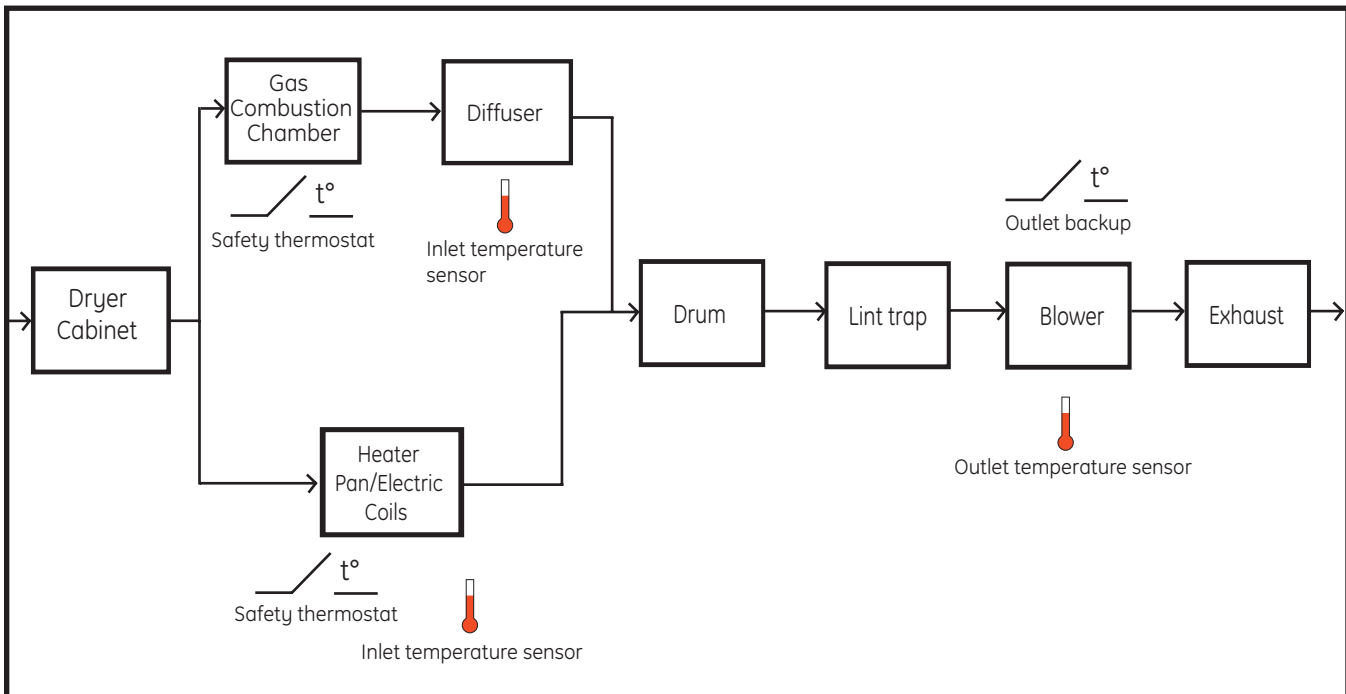 Gas
Combustion
Chamber
Diffuser
t°
Safety thermostat
Inlet temperature
sensor
t°
Outlet backup
Dryer
Cabinet
Drum
Lint trap
Blower
Exhaust
Outlet temperature sensor
Heater
Pan/Electric
Coils
t°
Safety thermostat
Inlet temperature sensor